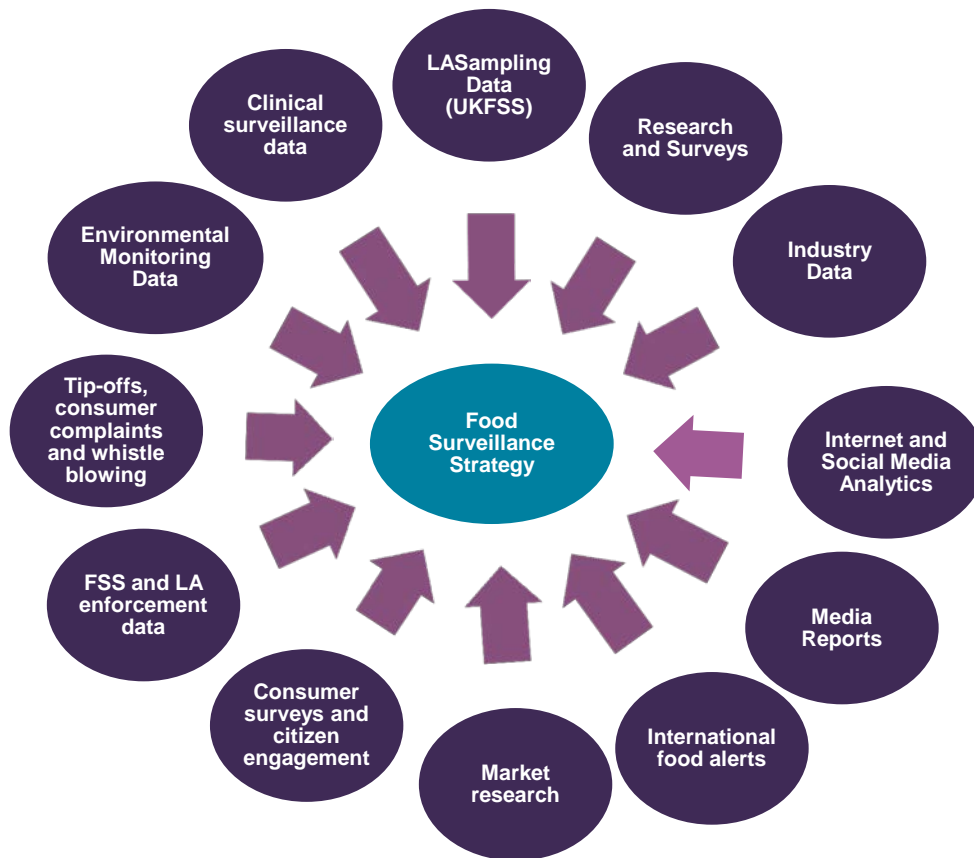 LASampling
Data
(UKFSS)
Research
and Surveys
Industry
Data
Internet and
Social Media
Analytics
Media
Reports
International
food alerts
Market
research
Consumer
surveys and
citizen
engagement
FSS and LA
enforcement
data
Tip-offs,
consumer
complaints
and whistle
blowing
Environmental
Monitoring
Data
Clinical
surveillance
data
Food
Surveillance
Strategy